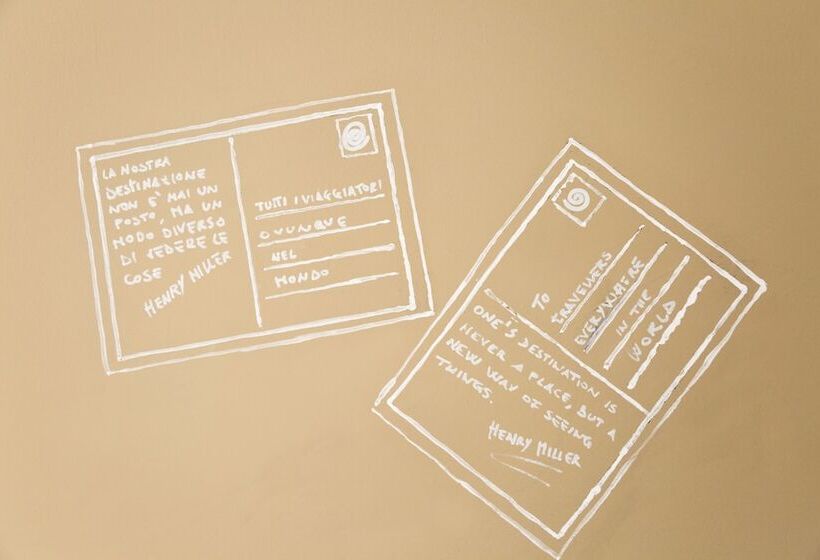 LA NOSTRA
DESTINAZIONE
NON È MAI UN
POSTO, MA UN
MODO DIVERSO
DI VEDERE LE
COSE
HENRY MILLER
TUTTI I VIAGGIATORI
OVUNQUE
NEL
MONDO
TO
TRAVELLERS
EVERYWHERE
IN THE
WORLD
ONE'S DESTINATION IS
NEVER A PLACE, BUT A
NEW WAY OF SEEING
THINGS.
HENRY MILLER